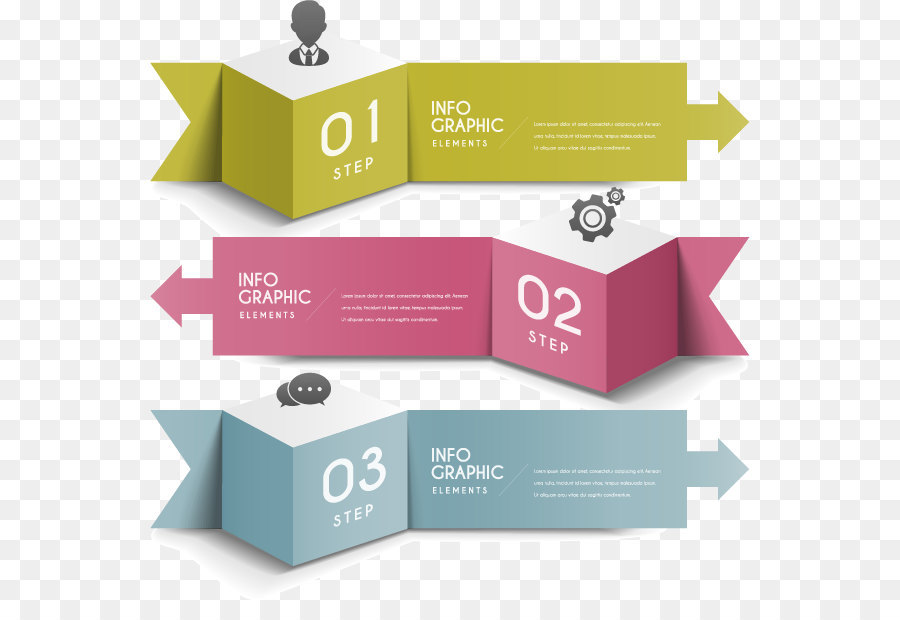 01
STEP
INFO
GRAPHIC
ELEMENTS
Lorem ipsum dolor sit amet, consectetur adipiscing elit. Aenean
urna nulla, tincidunt id lorem vitae, tempus malesuada ipsum.
Ut aliquam arcu vitae dui sagittis condimentum.
INFO
GRAPHIC
ELEMENTS
Lorem ipsum dolor sit amet, consectetur adipiscing elit. Aenean
urna nulla, tincidunt id lorem vitae, tempus malesuada ipsum.
Ut aliquam arcu vitae dui sagittis condimentum.
02
STEP
03
STEP
INFO
GRAPHIC
ELEMENTS
Lorem ipsum dolor sit amet, consectetur adipiscing elit. Aenean
urna nulla, tincidunt id lorem vitae, tempus malesuada ipsum.
Ut aliquam arcu vitae dui sagittis condimentum.